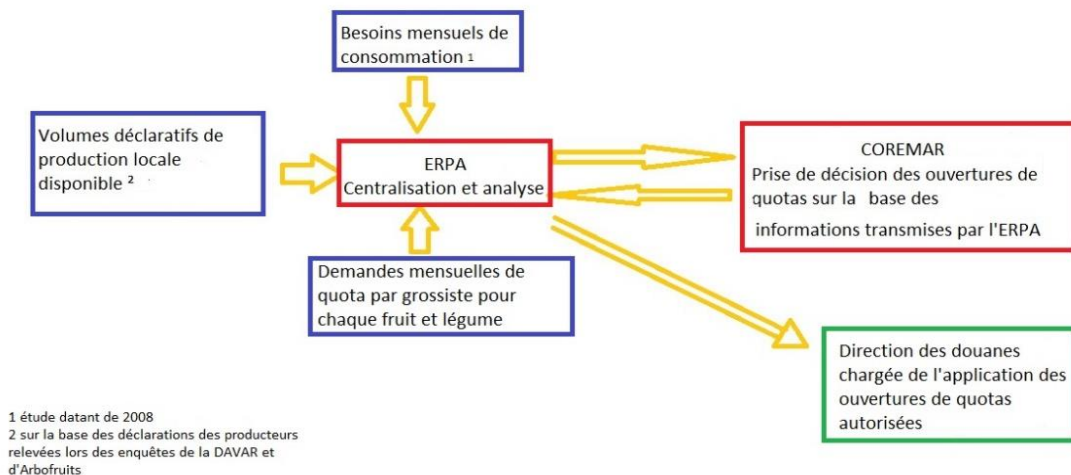 Besoins mensuels de
consommation 1
Volumes déclaratifs de
production locale
disponible 2
ERPA
Centralisation et analyse
COREMAR
Prise de décision des ouvertures de
quotas sur la base des
informations transmises par l'ERPA
Demandes mensuelles de
quota par grossiste pour
chaque fruit et légume
Direction des douanes
chargée de l'application des
ouvertures de quotas
autorisées
1 étude datant de 2008
2 sur la base des déclarations des producteurs
relevées lors des enquêtes de la DAVAR et
d'Arbofruits